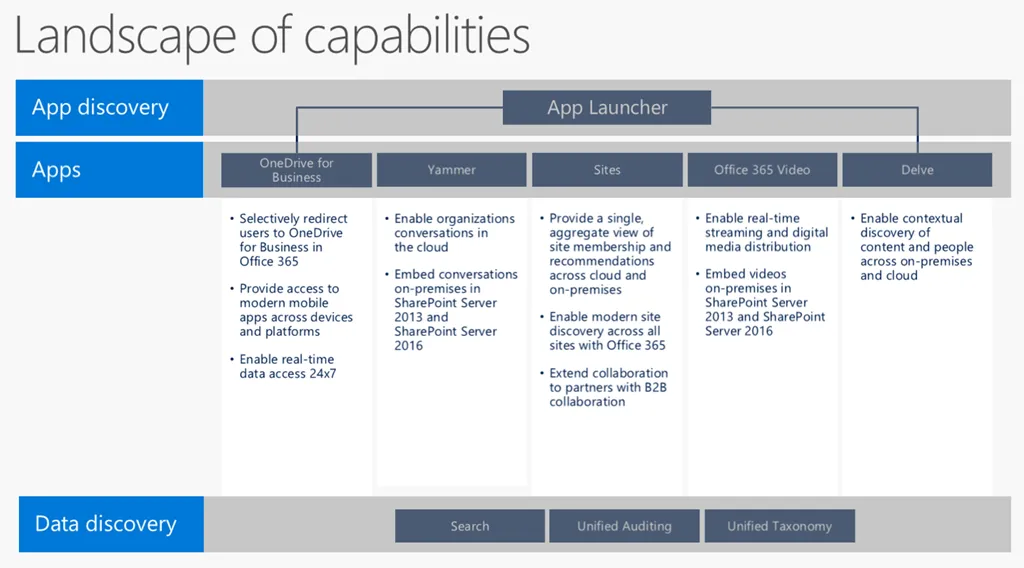 Landscape of capabilities
App discovery
App Launcher
Apps
OneDrive for
Business
Yammer
Sites
Office 365 Video
Delve
• Selectively redirect
users to OneDrive
for Business in
Office 365
• Provide access to
modern mobile
apps across devices
and platforms
• Enable real-time
data access 24x7
• Enable organizations
conversations in
the cloud
• Embed conversations
on-premises in
SharePoint Server
2013 and
SharePoint Server
2016
• Provide a single,
aggregate view of
site membership and
recommendations
across cloud and
on-premises
• Enable modern site
discovery across all
sites with Office 365
• Extend collaboration
to partners with B2B
collaboration
• Enable real-time
streaming and digital
media distribution
• Embed videos
on-premises in
SharePoint Server
2013 and SharePoint
Server 2016
• Enable contextual
discovery of
content and people
across on-premises
and cloud
Data discovery
Search
Unified Auditing
Unified Taxonomy